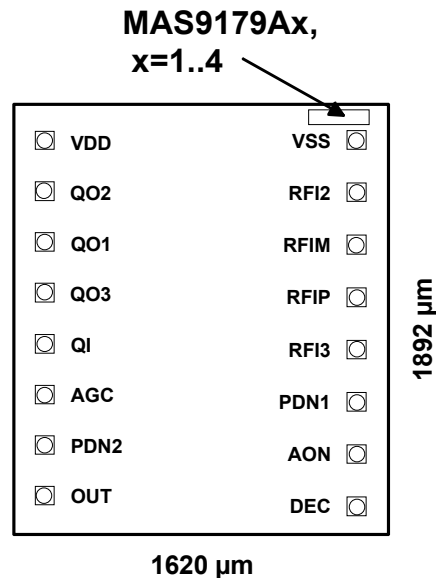 MAS9179Ax,
x=1..4
VDD VSS
QO2 RFI2
QO1 RFIM
QO3 RFIP
QI RFI3
AGC PDN1
PDN2 AON
OUT DEC
1892 µm
1620 µm